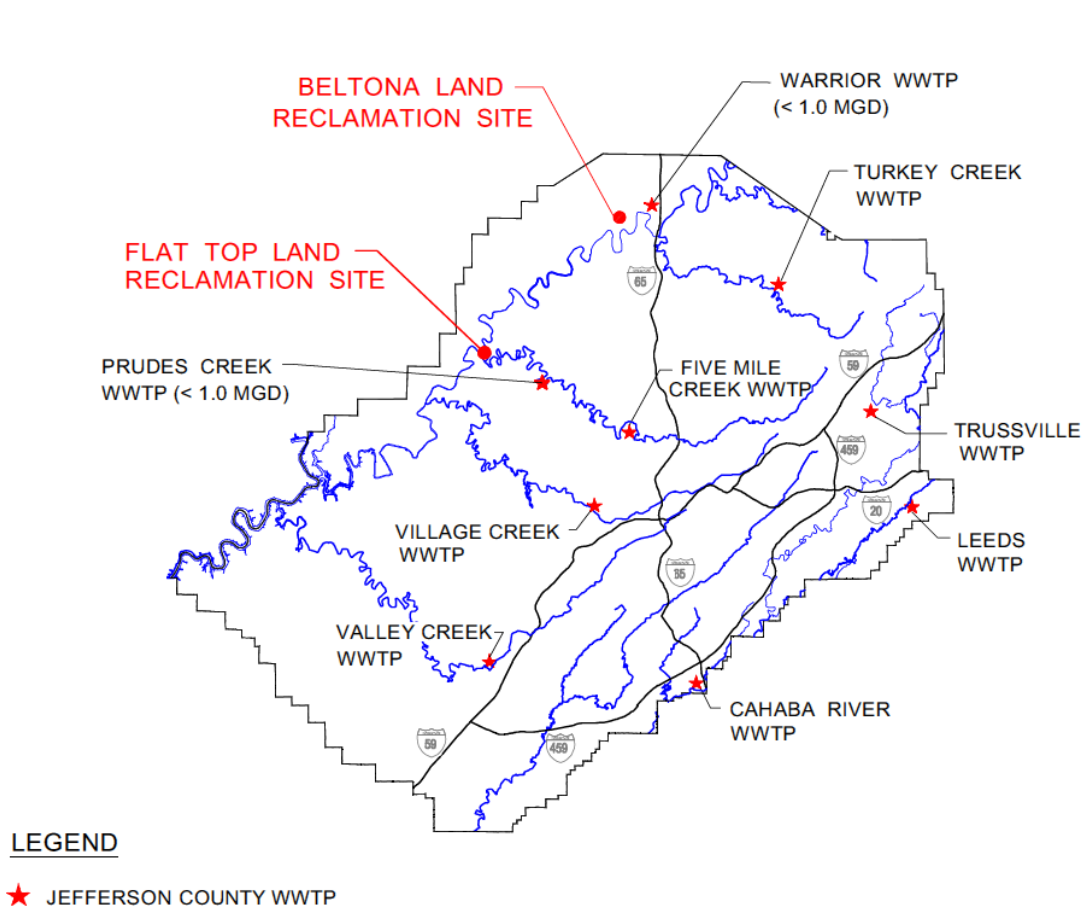 BELTONA LAND
RECLAMATION SITE
WARRIOR WWTP
(< 1.0 MGD)
TURKEY CREEK
WWTP
FLAT TOP LAND
RECLAMATION SITE
65
PRUDES CREEK
WWTP (< 1.0 MGD)
FIVE MILE
CREEK WWTP
59
TRUSSVILLE
WWTP
459
20
VILLAGE CREEK
WWTP
LEEDS
WWTP
VALLEY CREEK
WWTP
CAHABA RIVER
WWTP
59
459
LEGEND
JEFFERSON COUNTY WWTP